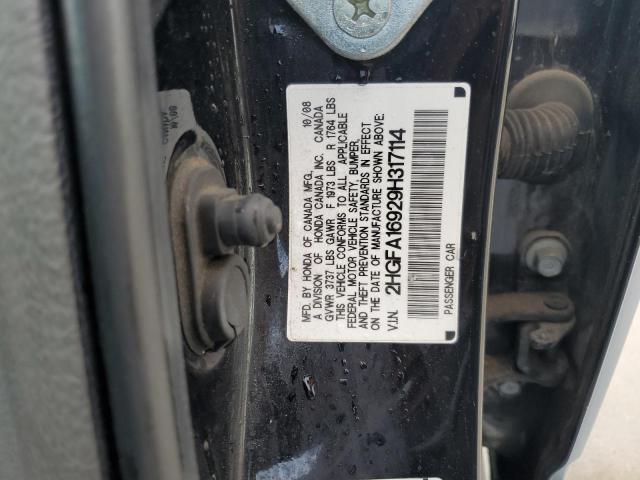 MFD. BY HONDA OF CANADA MFG. 10/08
A DIVISION OF HONDA CANADA INC. CANADA
GVWR 3737 LBS GAWR F 1973 LBS R 1764 LBS
THIS VEHICLE CONFORMS TO ALL APPLICABLE
FEDERAL MOTOR VEHICLE SAFETY, BUMPER,
AND THEFT PREVENTION STANDARDS IN EFFECT
ON THE DATE OF MANUFACTURE SHOWN ABOVE:
V.I.N. 2HGFA16929H317114
PASSENGER CAR